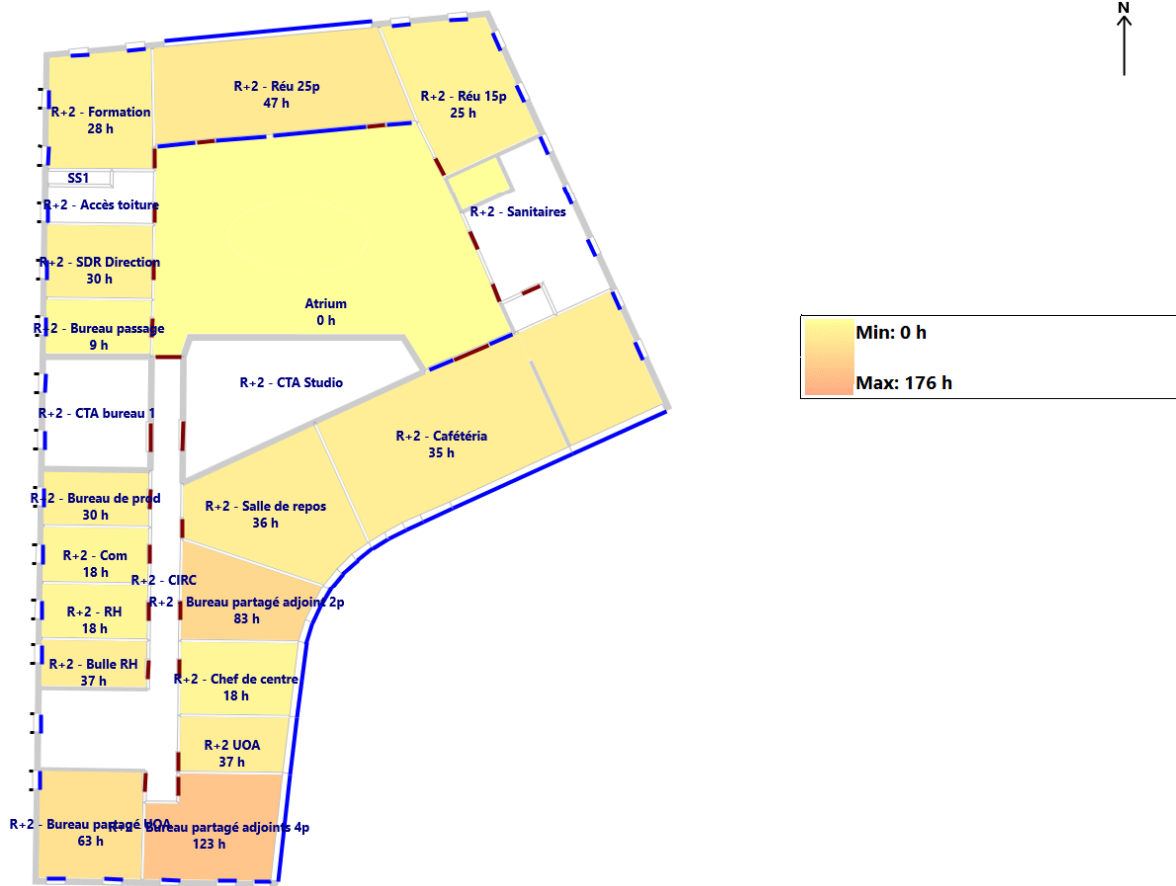 N
R+2 - Réu 25p
47 h
R+2 - Réu 15p
25 h
R+2 - Formation
28 h
SS1
R+2 - Accès toiture
R+2 - Sanitaires
R+2 - SDR Direction
30 h
Atrium
0 h
R+2 - Bureau passage
9 h
Min: 0 h
Max: 176 h
R+2 - CTA Studio
R+2 - CTA bureau 1
R+2 - Cafétéria
35 h
R+2 - Bureau de prod
30 h
R+2 - Salle de repos
36 h
R+2 - Com
18 h
R+2 - CIRC
R+2 - Bureau partagé adjoint 2p
83 h
R+2 - RH
18 h
R+2 - Bulle RH
37 h
R+2 - Chef de centre
18 h
R+2 UOA
37 h
R+2 - Bureau partagé UOA
63 h
R+2 - Bureau partagé adjoints 4p
123 h